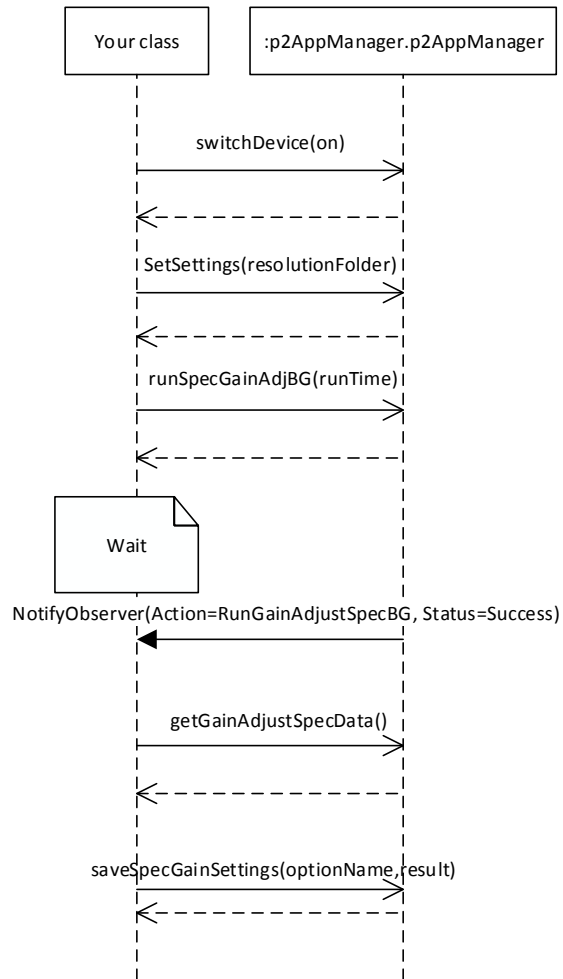 Your class
:p2AppManager.p2AppManager
switchDevice(on)
SetSettings(resolutionFolder)
runSpecGainAdjBG(runTime)
Wait
NotifyObserver(Action=RunGainAdjustSpecBG, Status=Success)
getGainAdjustSpecData()
saveSpecGainSettings(optionName,result)